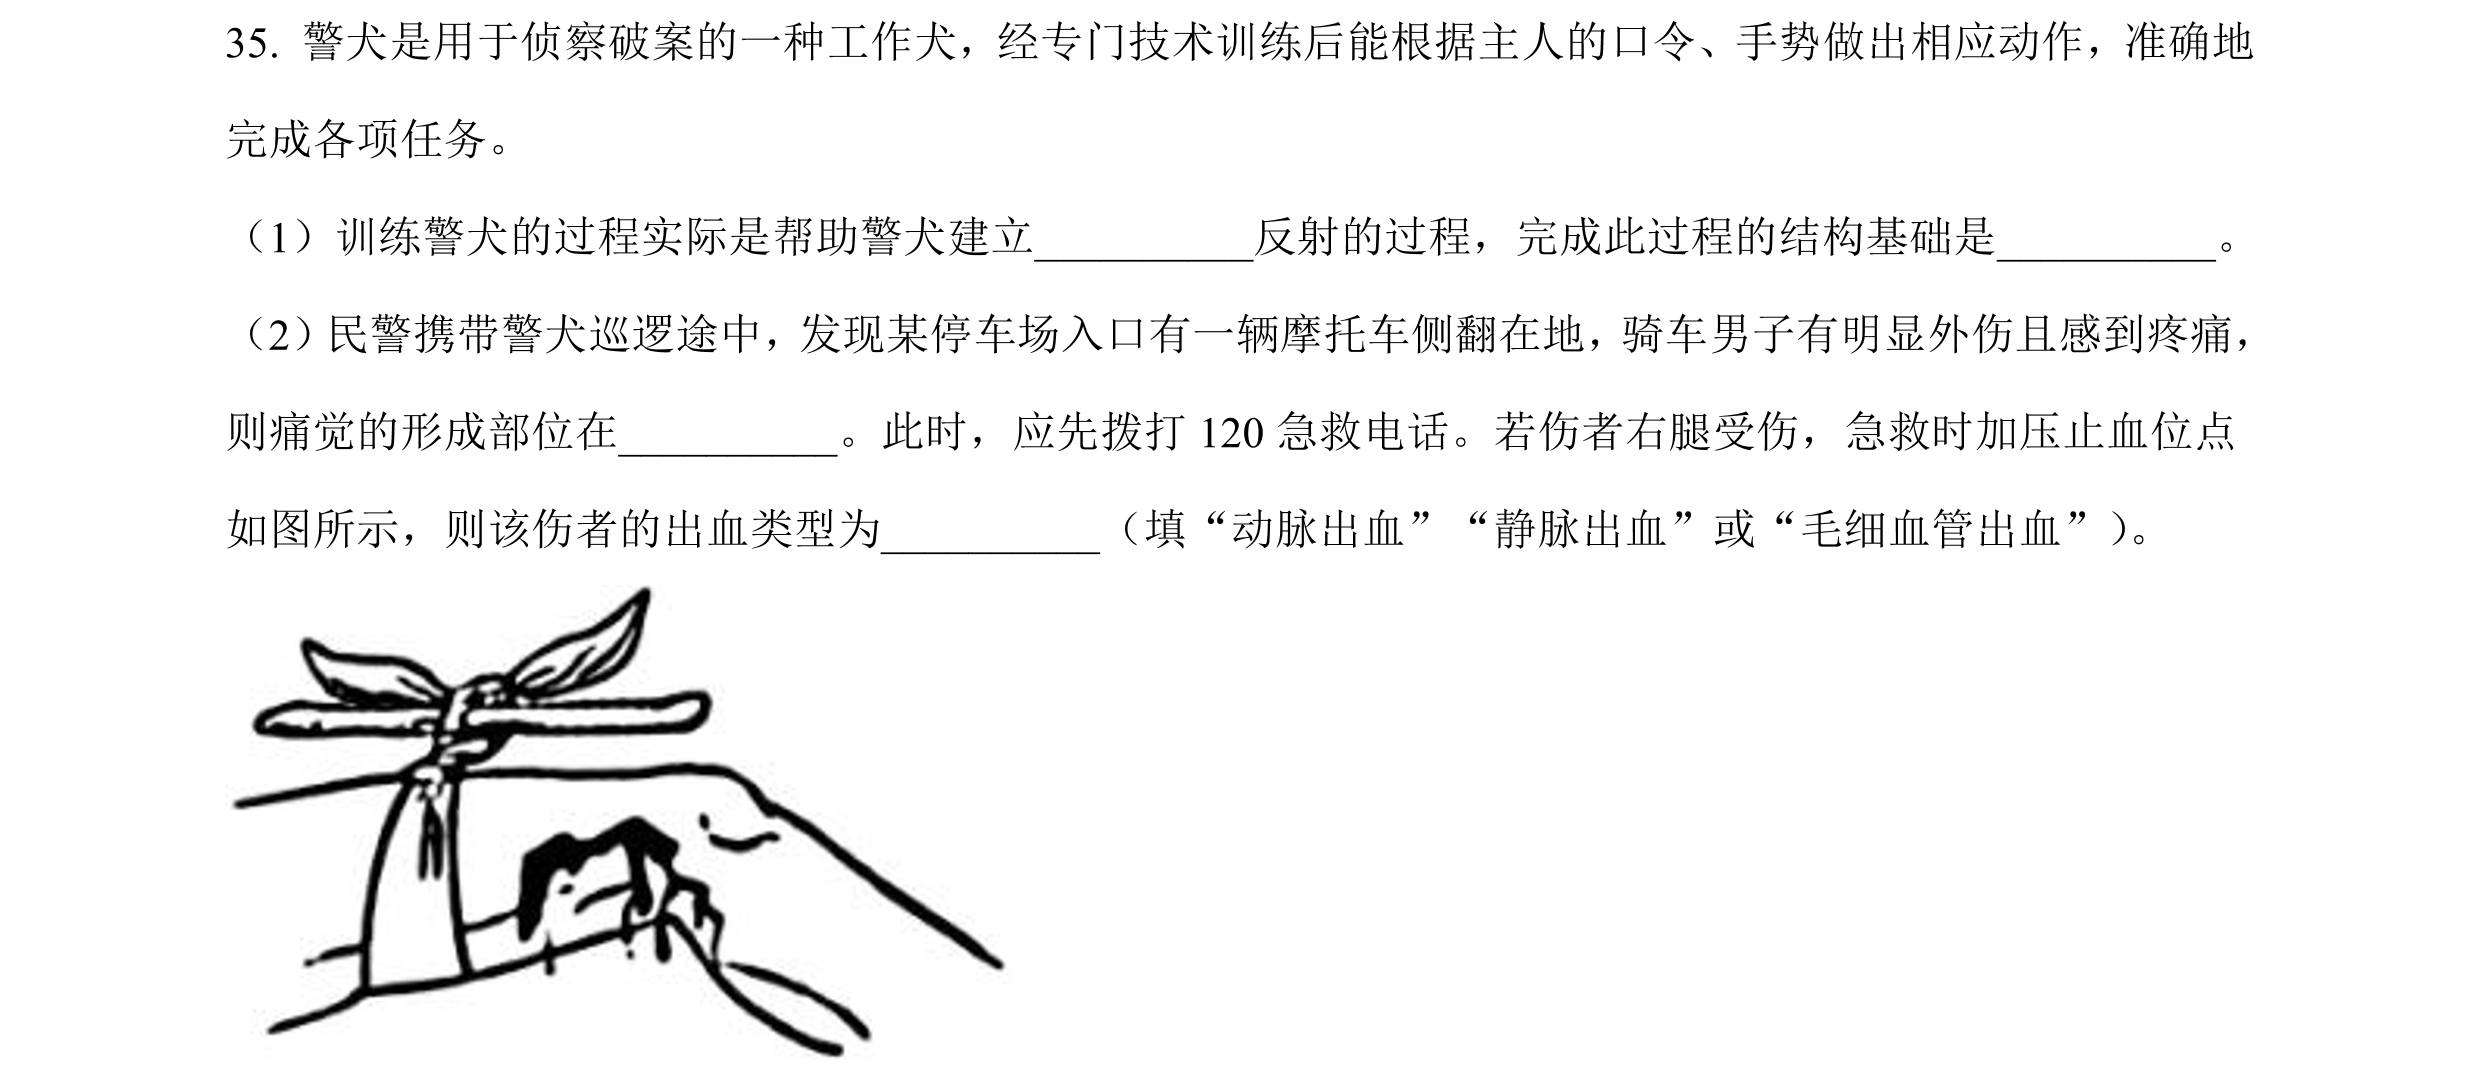 35. 警犬是用于侦察破案的一种工作犬，经专门技术训练后能根据主人的口令、手势做出相应动作，准确地
完成各项任务。
（1）训练警犬的过程实际是帮助警犬建立__________反射的过程，完成此过程的结构基础是__________。
（2）民警携带警犬巡逻途中，发现某停车场入口有一辆摩托车侧翻在地，骑车男子有明显外伤且感到疼痛，
则痛觉的形成部位在__________。此时，应先拨打 120 急救电话。若伤者右腿受伤，急救时加压止血位点
如图所示，则该伤者的出血类型为__________（填“动脉出血”“静脉出血”或“毛细血管出血”）。